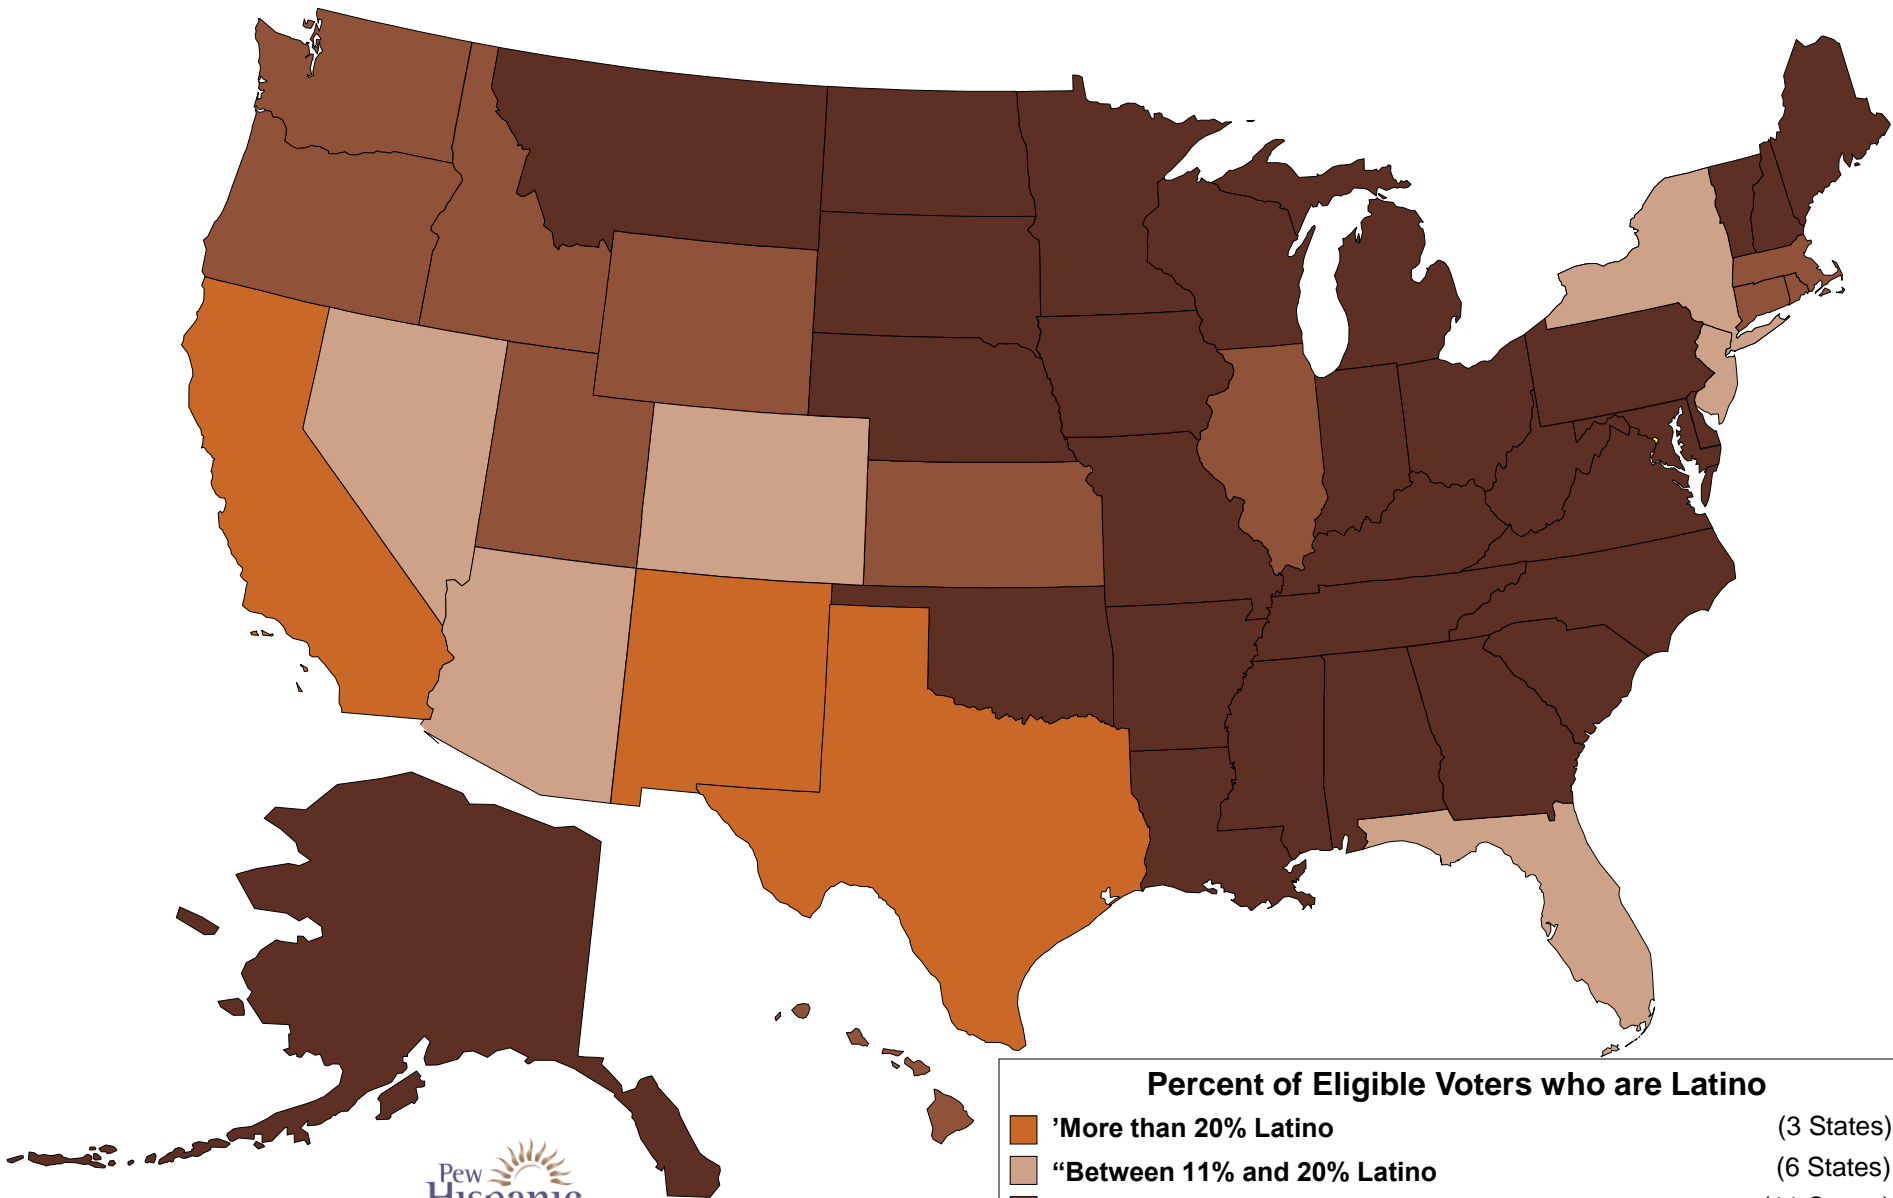 Percent of Eligible Voters who are Latino
’More than 20% Latino (3 States)
“Between 11% and 20% Latino (6 States)
Pew
Hispanic